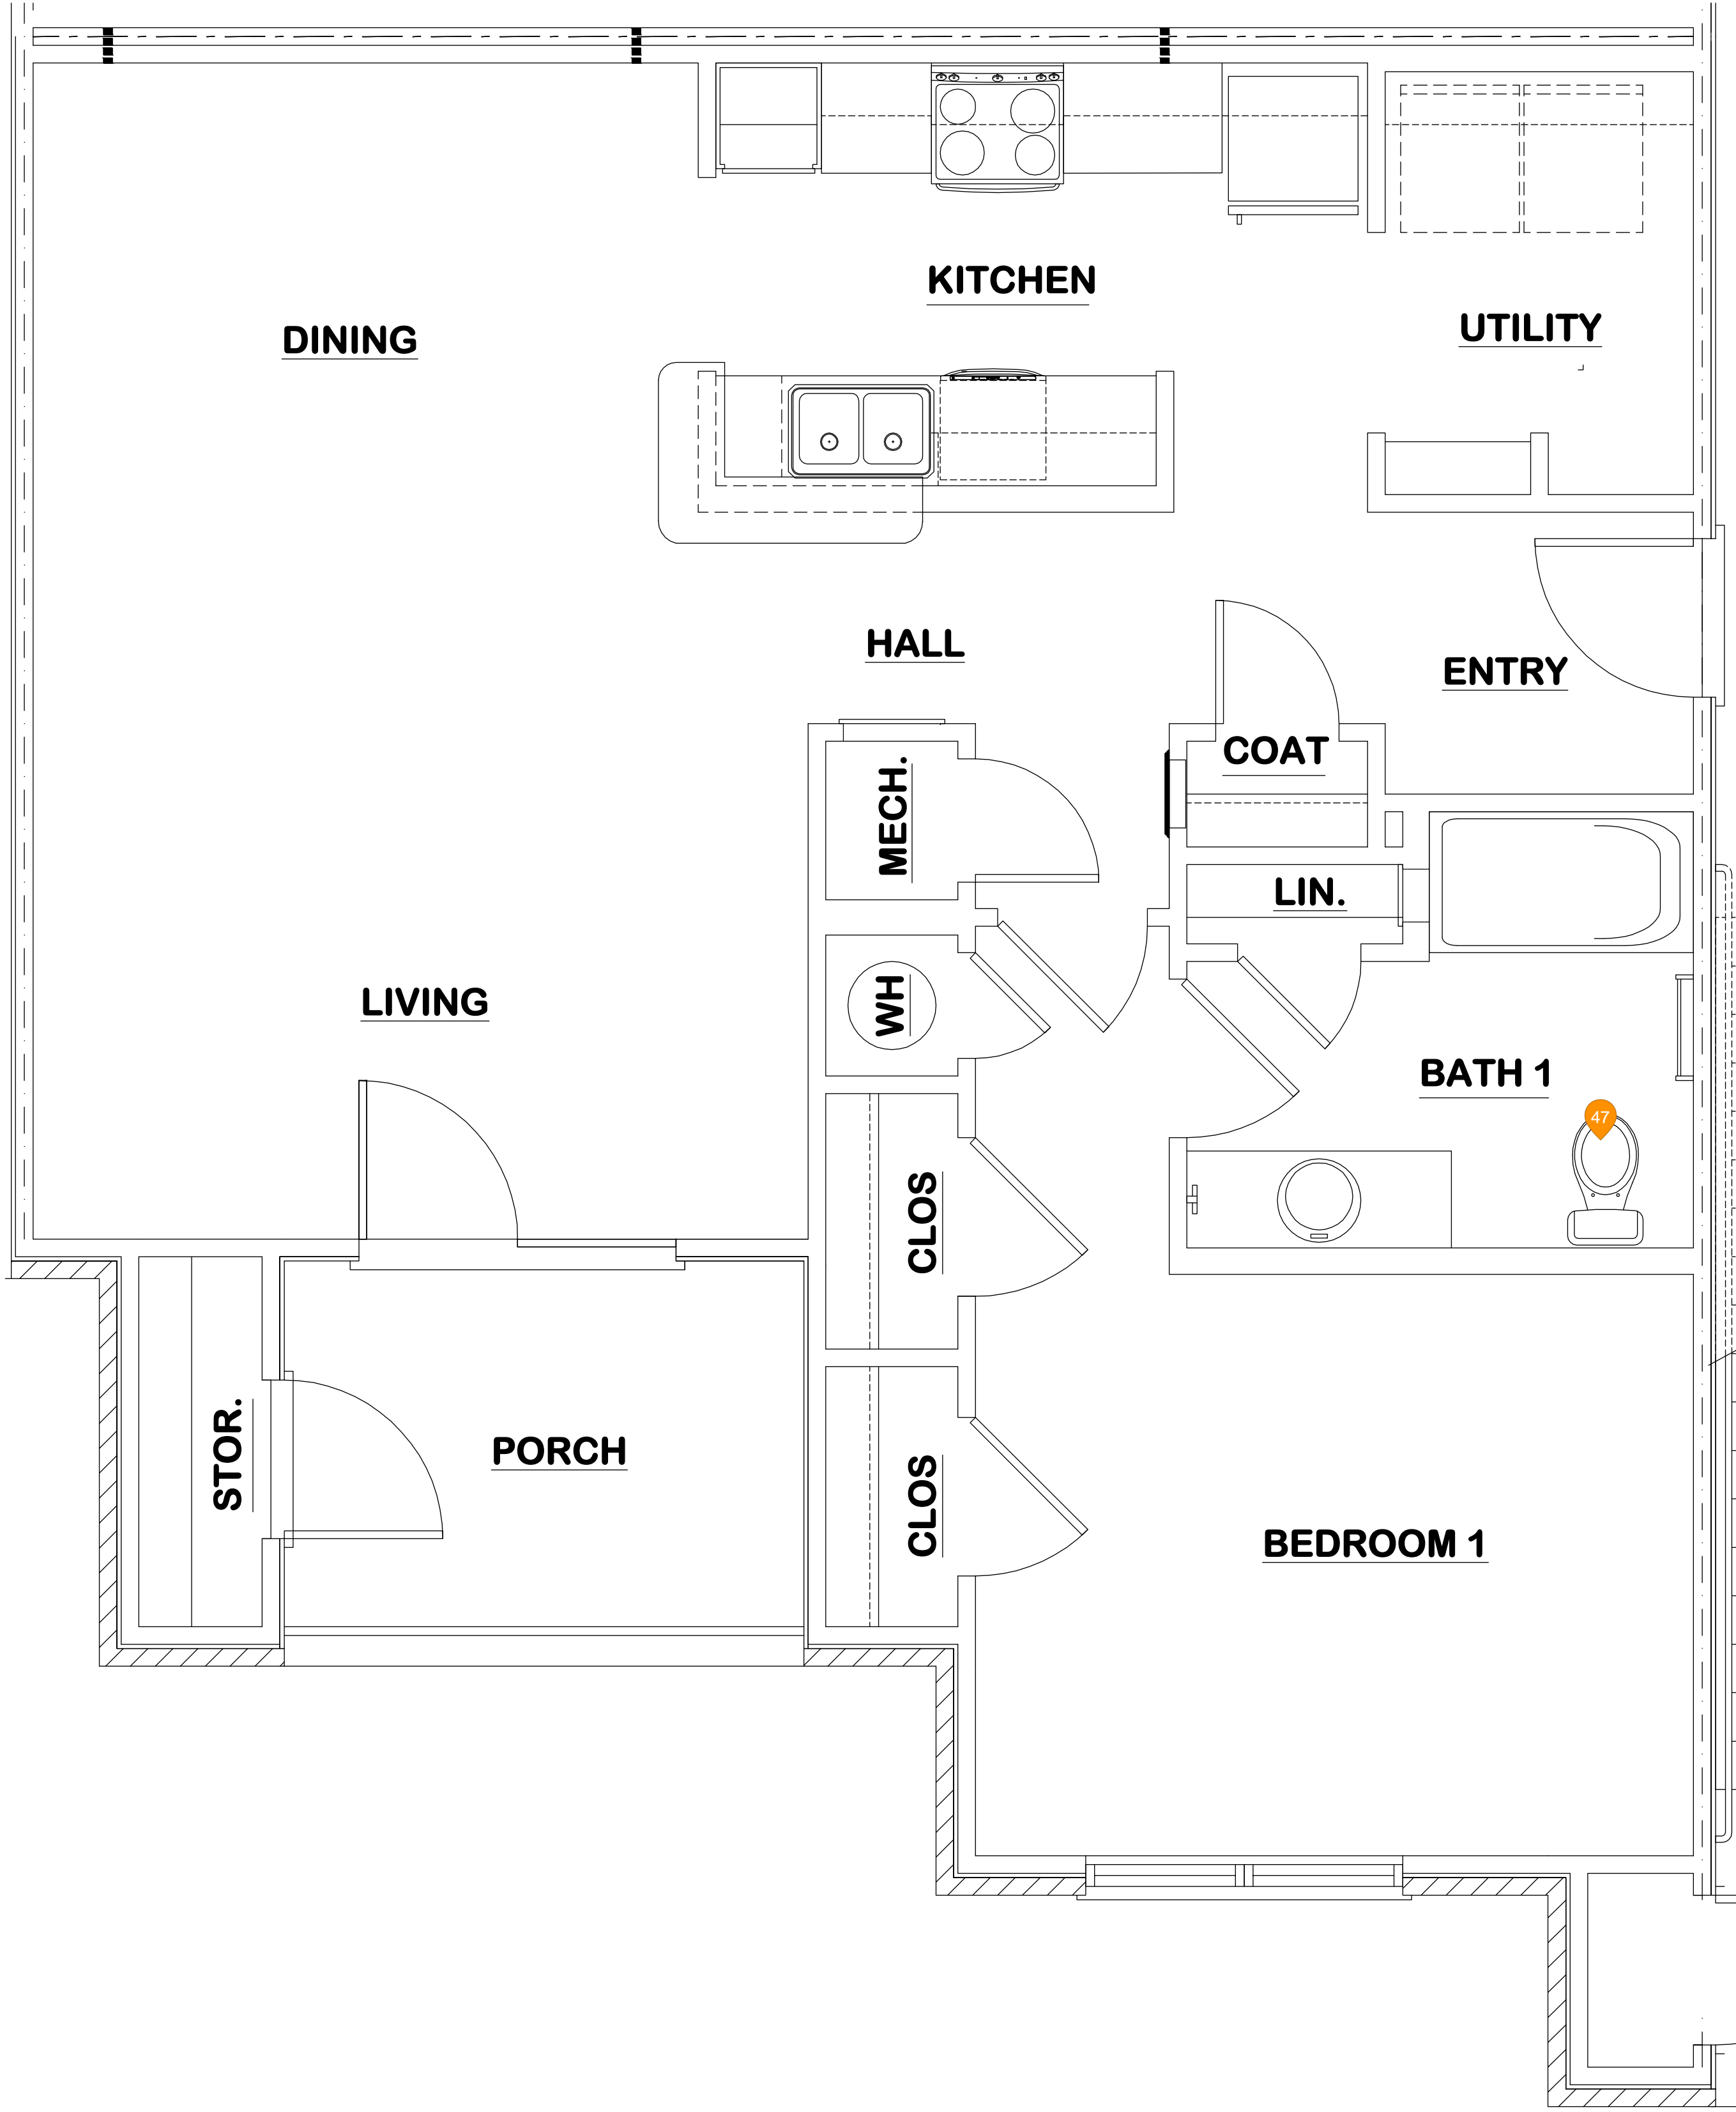 KITCHEN
UTILITY
DINING
HALL
ENTRY
COAT
MECH.
LIN.
LIVING
WH
BATH 1
47
CLOS
STOR.
PORCH
CLOS
BEDROOM 1